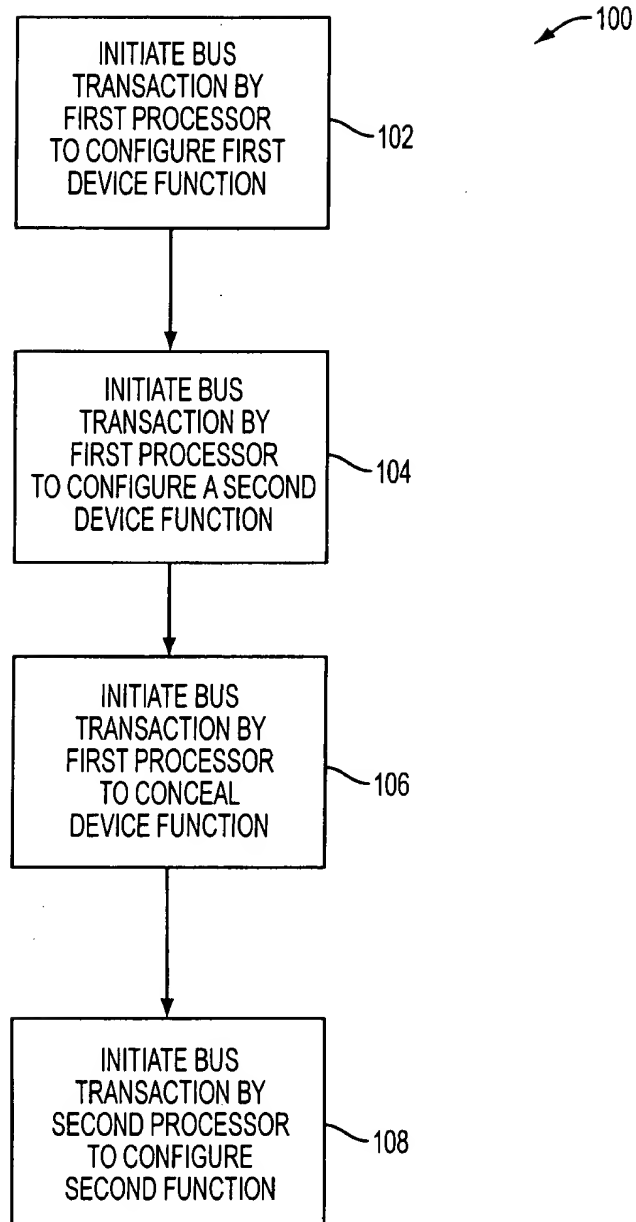 100
INITIATE BUS
TRANSACTION BY
FIRST PROCESSOR
TO CONFIGURE FIRST
DEVICE FUNCTION
102
INITIATE BUS
TRANSACTION BY
FIRST PROCESSOR
TO CONFIGURE A SECOND
DEVICE FUNCTION
104
INITIATE BUS
TRANSACTION BY
FIRST PROCESSOR
TO CONCEAL
DEVICE FUNCTION
106
INITIATE BUS
TRANSACTION BY
SECOND PROCESSOR
TO CONFIGURE
SECOND FUNCTION
108